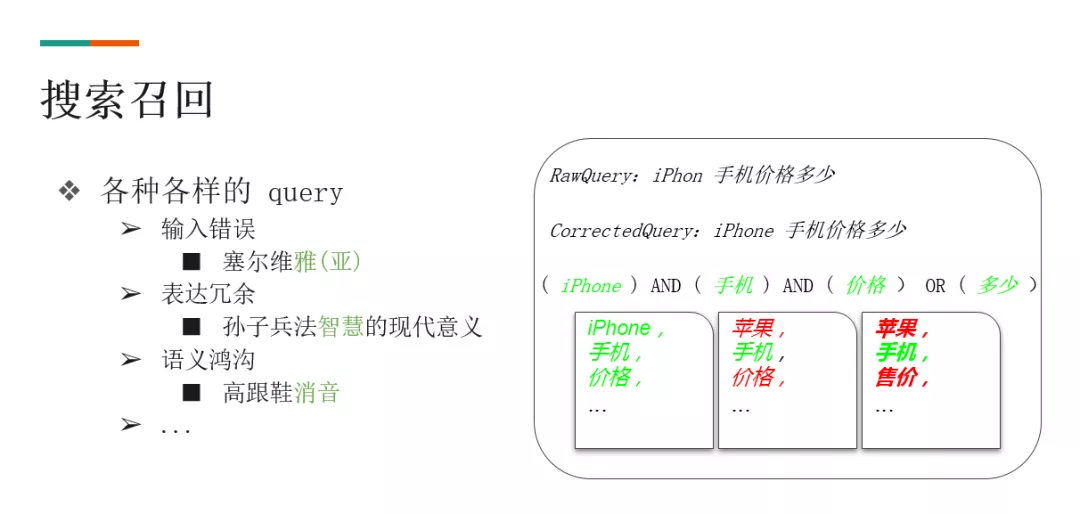 搜索召回
❖ 各种各样的 query
➢ 输入错误
■ 塞尔维雅(亚)
➢ 表达冗余
■ 孙子兵法智慧的现代意义
➢ 语义鸿沟
■ 高跟鞋消音
➢ ...
RawQuery: iPhon 手机价格多少
CorrectedQuery: iPhone 手机价格多少
( iPhone ) AND ( 手机 ) AND ( 价格 ) OR ( 多少 )
iPhone，
手机，
价格，
...
苹果，
手机，
价格，
...
苹果，
手机，
售价，
...